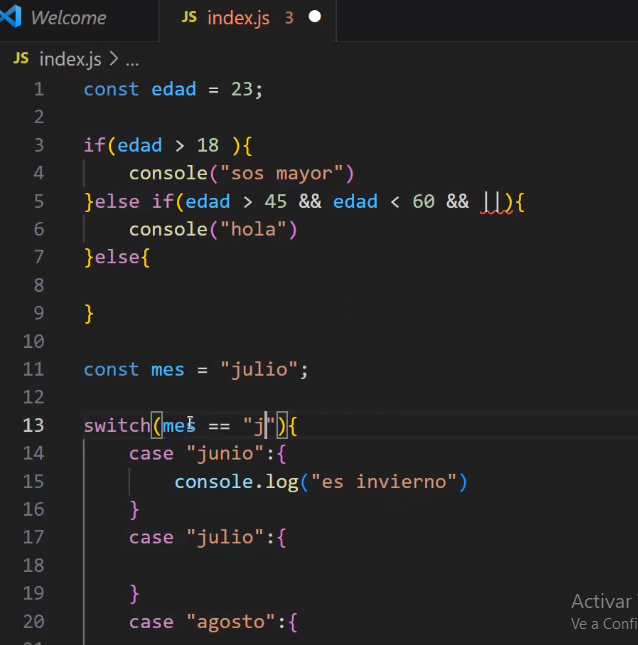 Welcome
JS index.js 3
JS index.js > ...
1 const edad = 23;
2
3 if(edad > 18 ){
4 console("sos mayor")
5 }else if(edad > 45 && edad < 60 && ||){
6 console("hola")
7 }else{
8
9 }
10
11 const mes = "julio";
12
13 switch(mes == "j"){
14 case "junio":{
15 console.log("es invierno")
16 }
17 case "julio":{
18
19 }
20 case "agosto":{
Activar
Ve a Confi